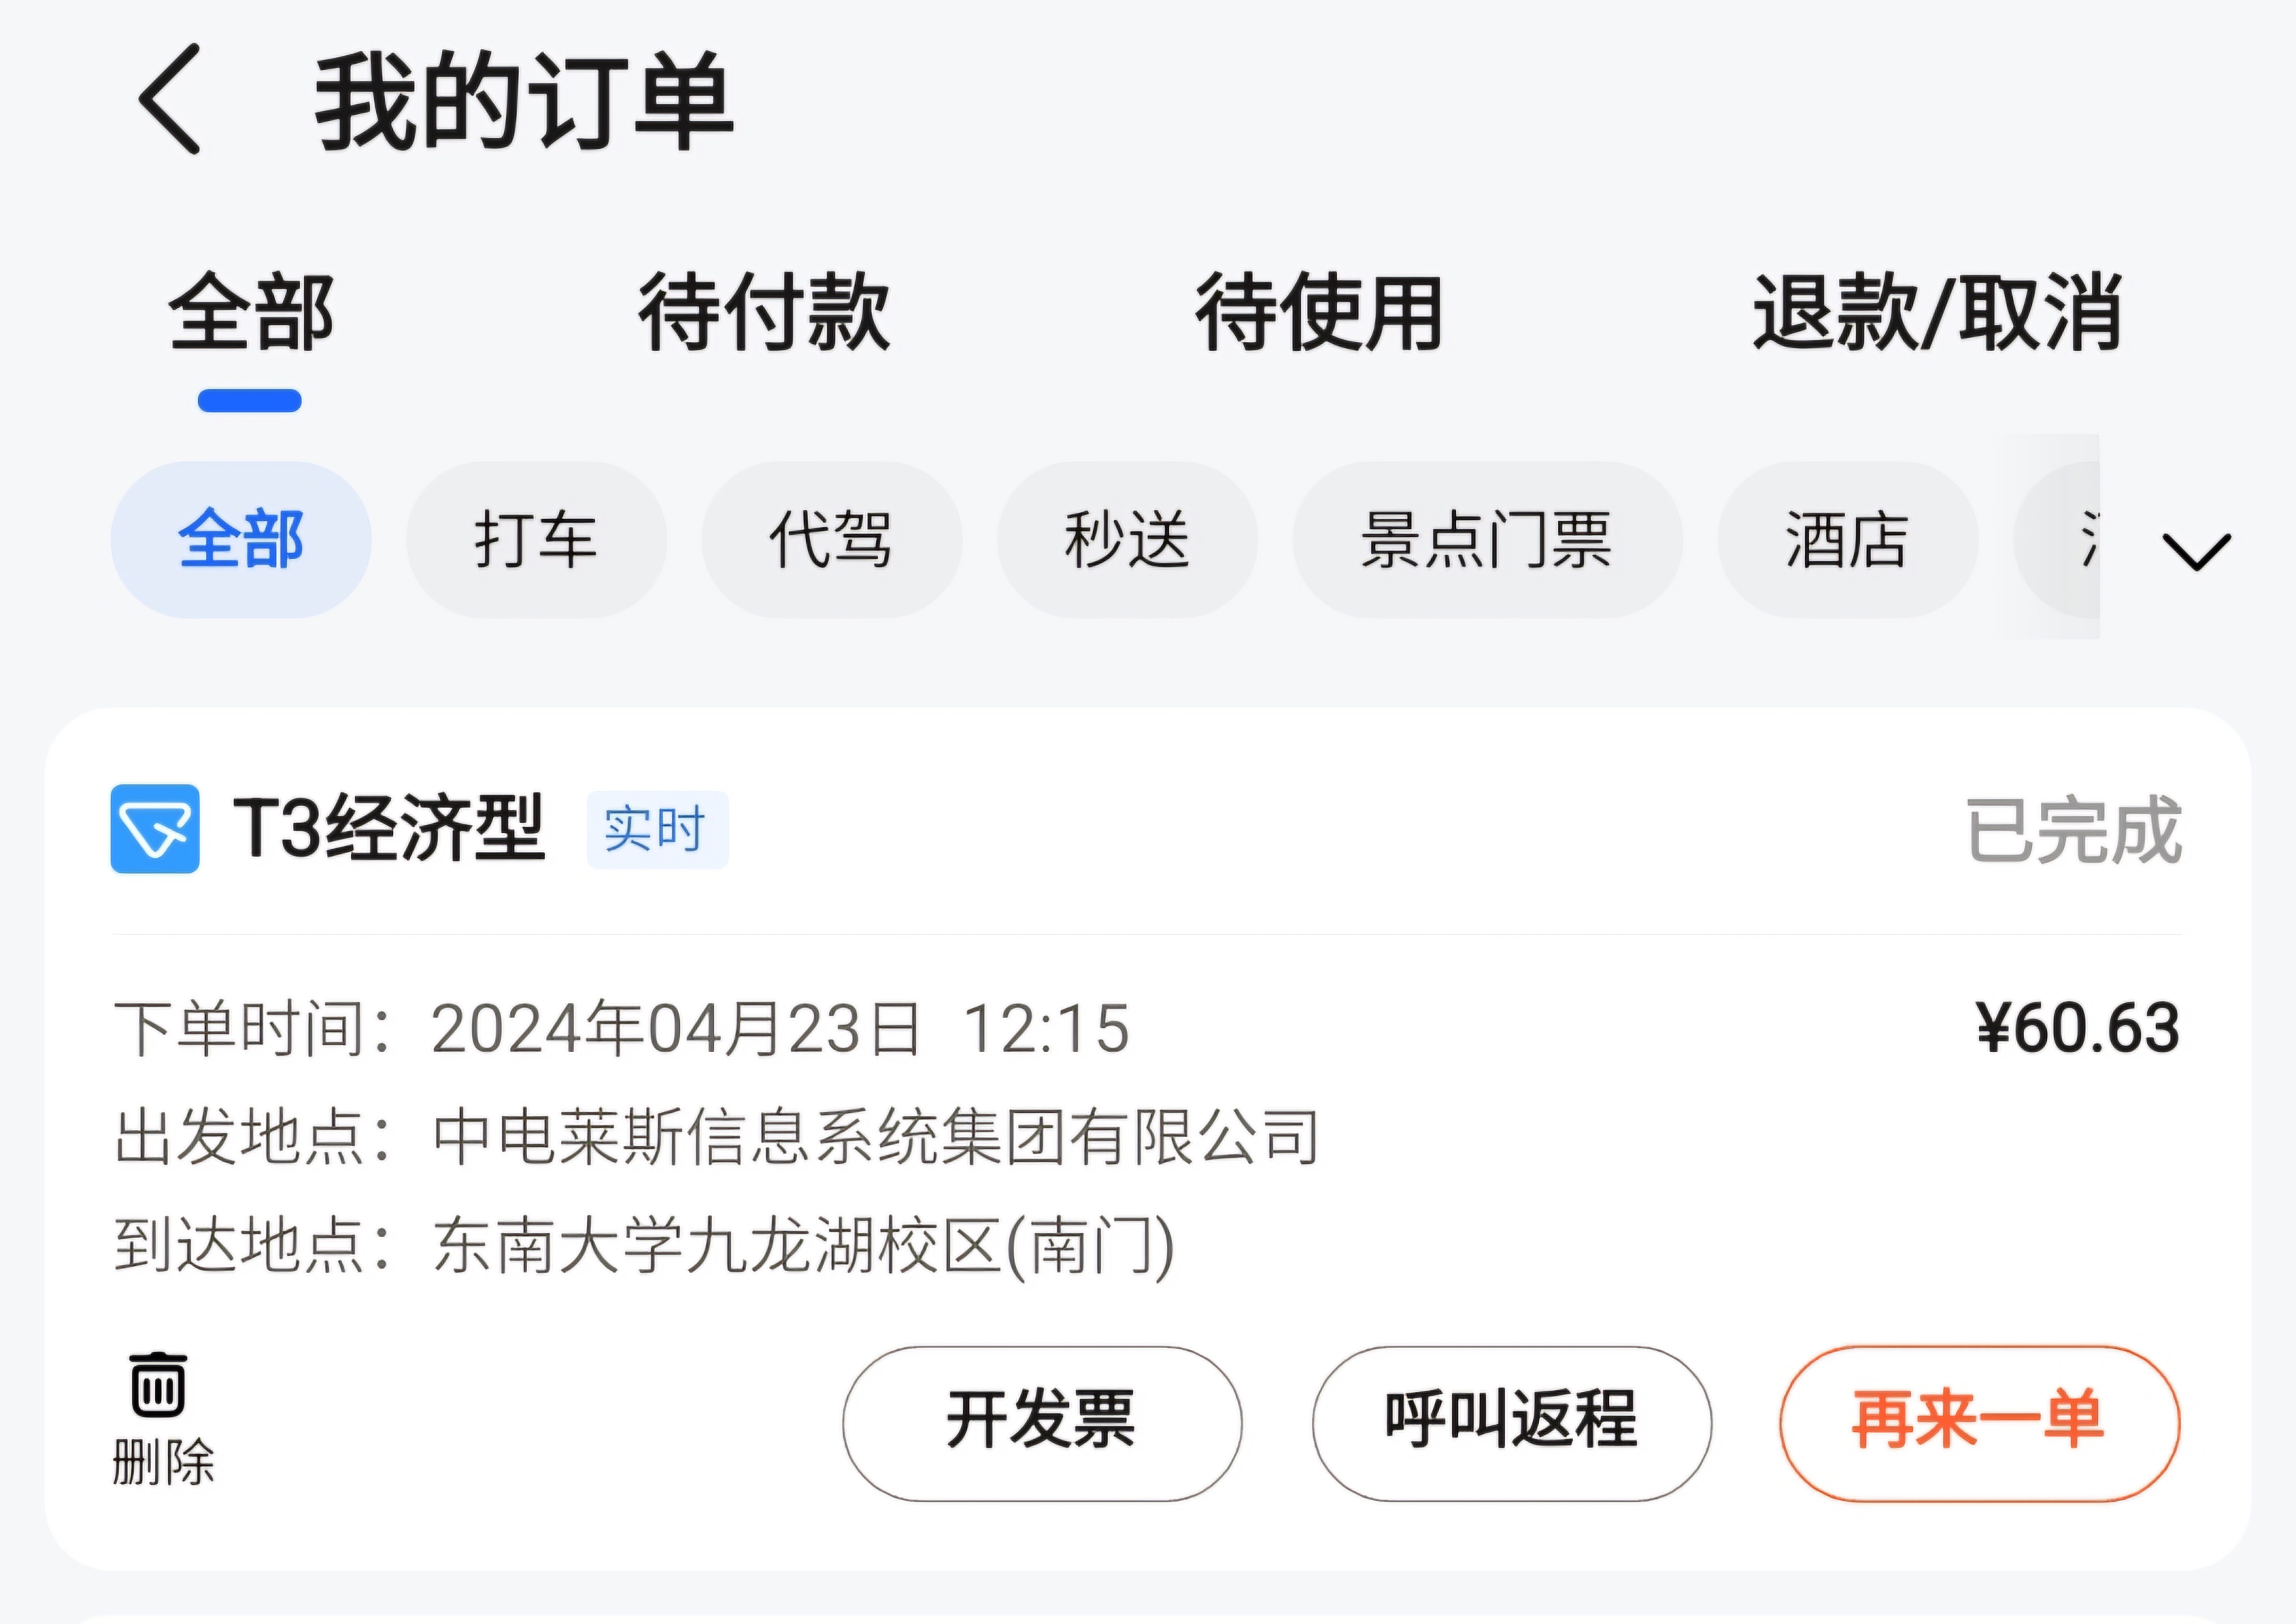 我的订单
全部 待付款 待使用 退款/取消
全部 打车 代驾 秒送 景点门票 酒店
T3经济型 实时 已完成
下单时间：2024年04月23日 12:15 ¥60.63
出发地点：中电莱斯信息系统集团有限公司
到达地点：东南大学九龙湖校区(南门)
删除 开发票 呼叫返程 再来一单